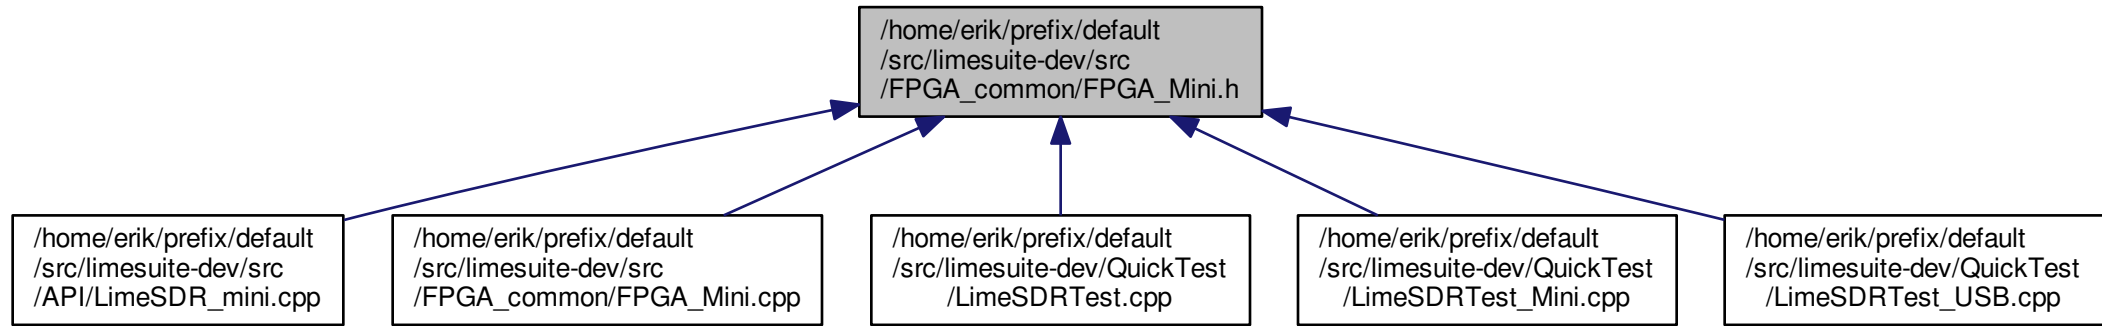 /home/erik/prefix/default
/src/limesuite-dev/src
/FPGA_common/FPGA_Mini.h
/home/erik/prefix/default
/src/limesuite-dev/src
/API/LimeSDR_mini.cpp
/home/erik/prefix/default
/src/limesuite-dev/src
/FPGA_common/FPGA_Mini.cpp
/home/erik/prefix/default
/src/limesuite-dev/QuickTest
/LimeSDRTest.cpp
/home/erik/prefix/default
/src/limesuite-dev/QuickTest
/LimeSDRTest_Mini.cpp
/home/erik/prefix/default
/src/limesuite-dev/QuickTest
/LimeSDRTest_USB.cpp